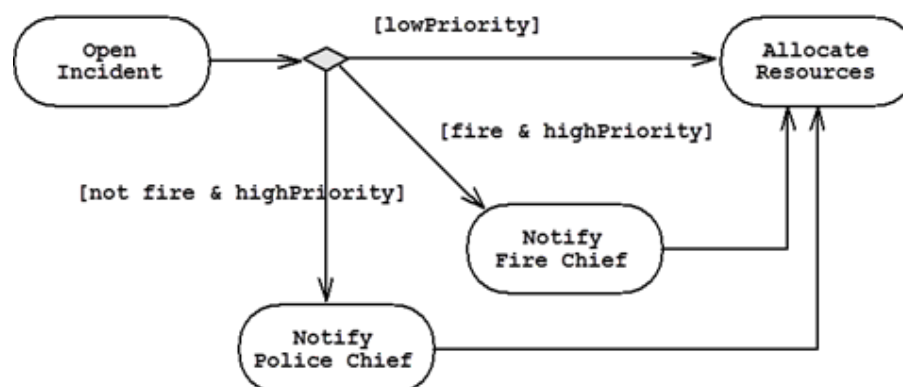 Open
Incident
[lowPriority]
Allocate
Resources
[fire & highPriority]
[not fire & highPriority]
Notify
Fire Chief
Notify
Police Chief